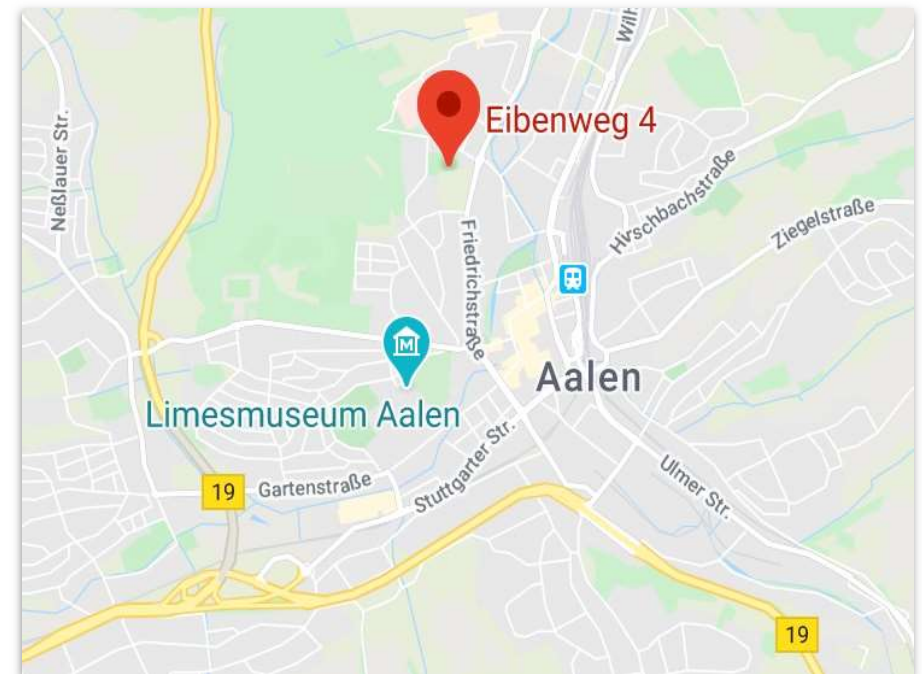 Wilh
Eibenweg 4
Neßlauer Str.
Hirschbachstraße
Ziegelstraße
Friedrichstraße
M
Aalen
Limesmuseum Aalen
Stuttgarter Str.
Ulmer Str.
19
Gartenstraße
19